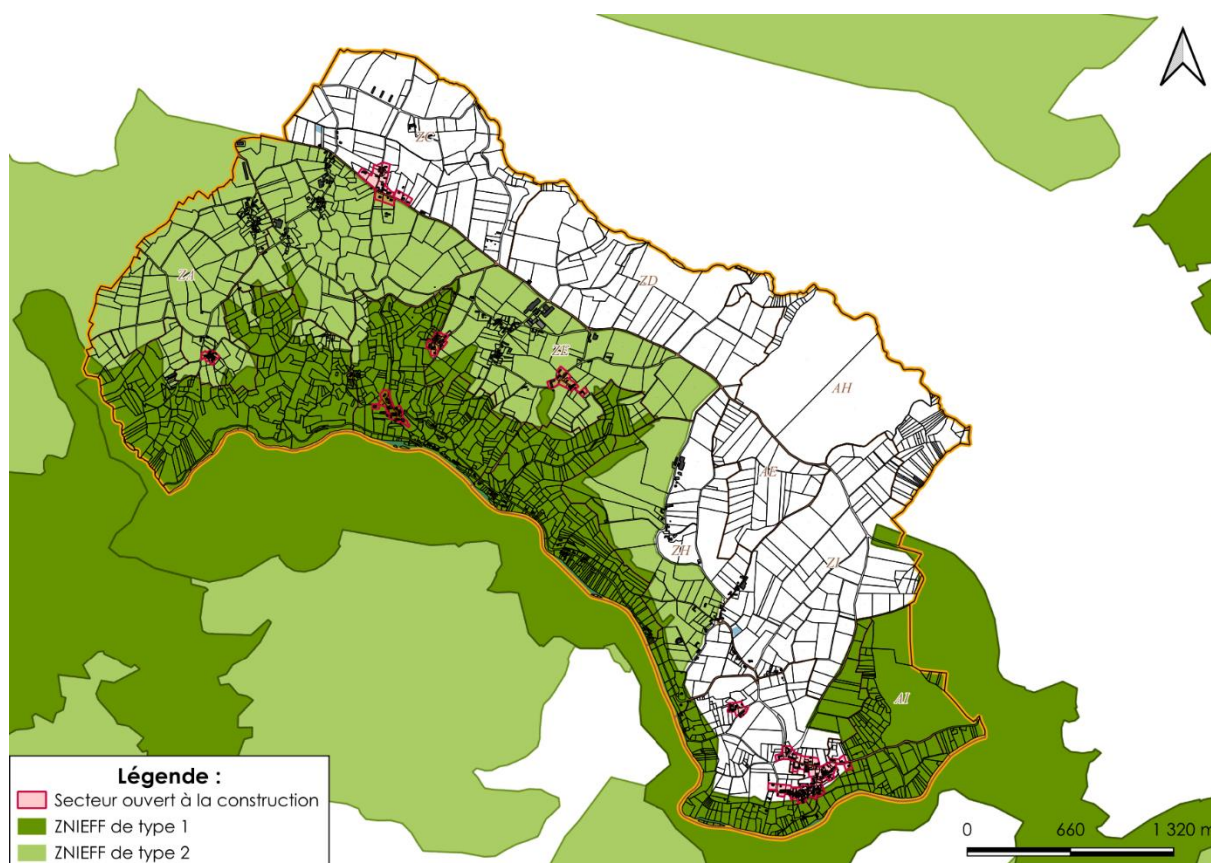 ZC
ZD
ZA
ZE
AH
AE
ZH
ZI
AI
Légende :
Secteur ouvert à la construction
ZNIEFF de type 1
ZNIEFF de type 2
0 660 1 320 m